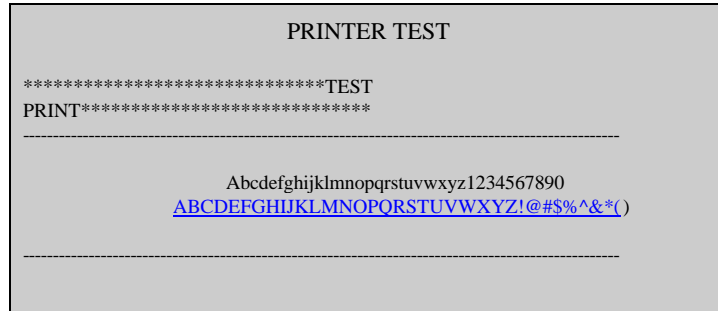 PRINTER TEST
******************************TEST
PRINT*****************************
----------------------------------------------------------------------------------------------------
Abcdefghijklmnopqrstuvwxyz1234567890
ABCDEFGHIJKLMNOPQRSTUVWXYZ!@#$%^&*()
----------------------------------------------------------------------------------------------------